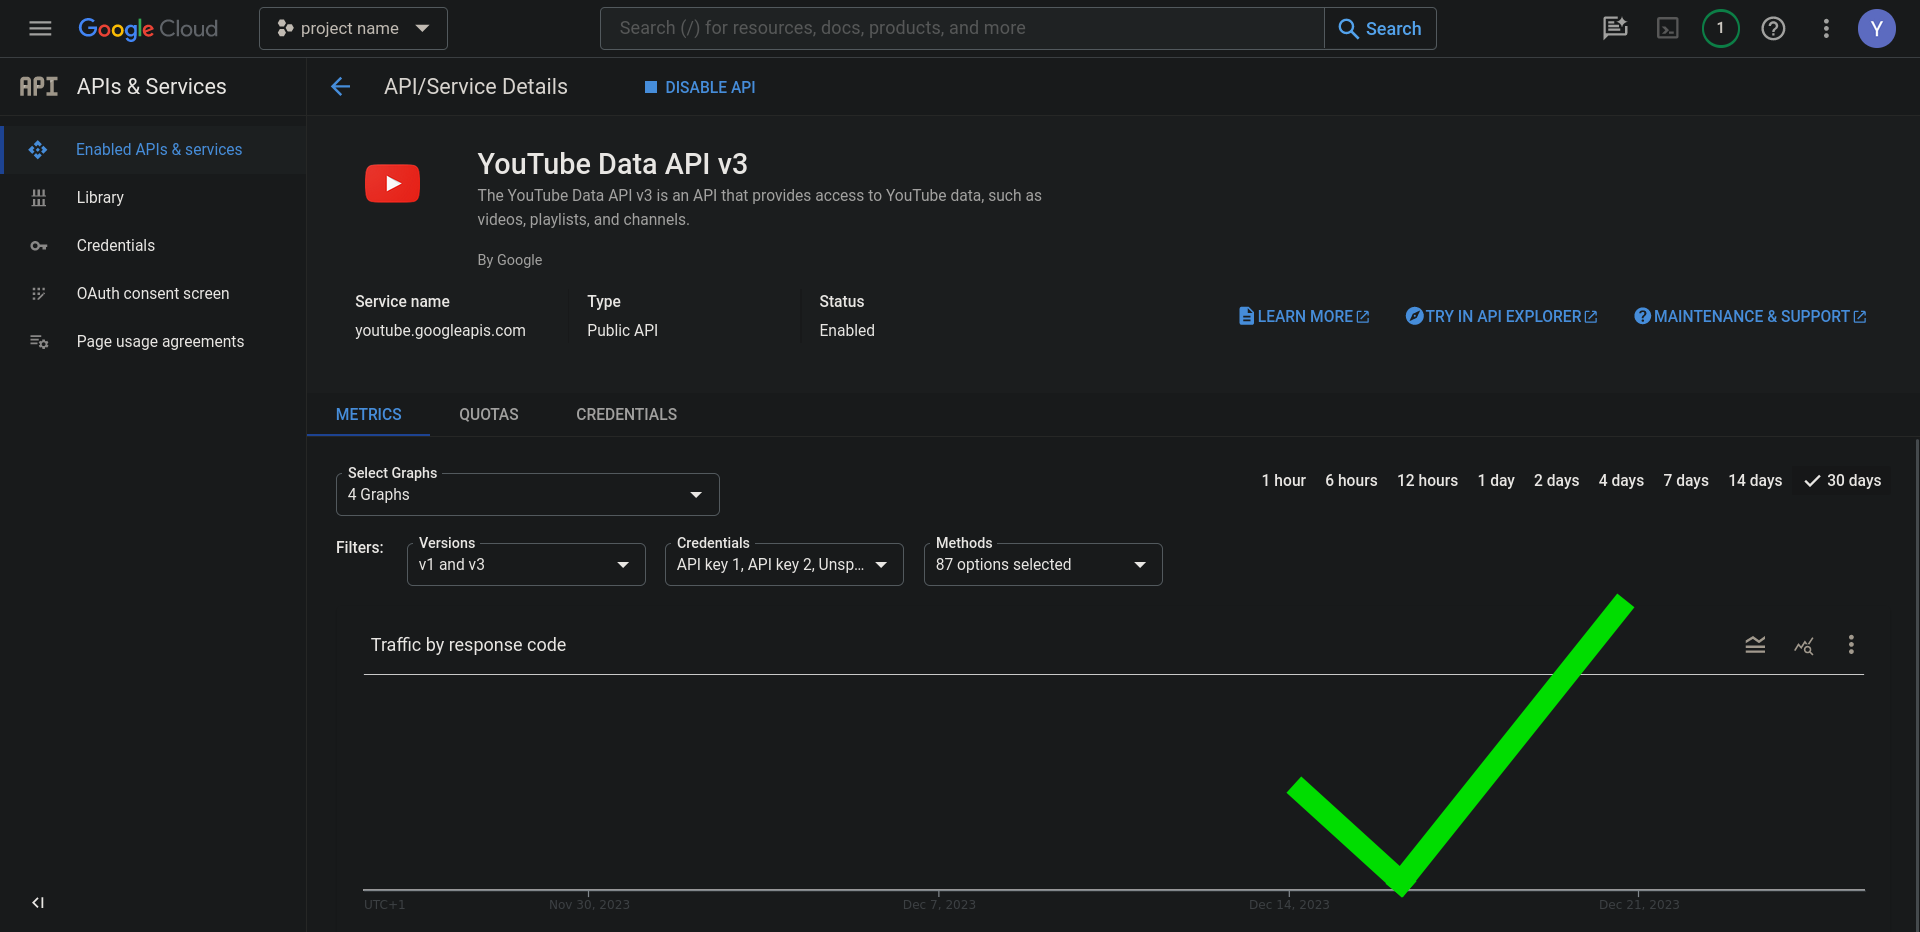 Google Cloud
project name
Search (/) for resources, docs, products, and more
Search
1
Y
API
APIs & Services
API/Service Details
DISABLE API
Enabled APIs & services
Library
Credentials
OAuth consent screen
Page usage agreements
YouTube Data API v3
The YouTube Data API v3 is an API that provides access to YouTube data, such as
videos, playlists, and channels.
By Google
Service name
youtube.googleapis.com
Type
Public API
Status
Enabled
LEARN MORE
TRY IN API EXPLORER
MAINTENANCE & SUPPORT
METRICS
QUOTAS
CREDENTIALS
Select Graphs
4 Graphs
1 hour
6 hours
12 hours
1 day
2 days
4 days
7 days
14 days
30 days
Filters:
Versions
v1 and v3
Credentials
API key 1, API key 2, Unsp...
Methods
87 options selected
Traffic by response code
UTC+1
Nov 30, 2023
Dec 7, 2023
Dec 14, 2023
Dec 21, 2023